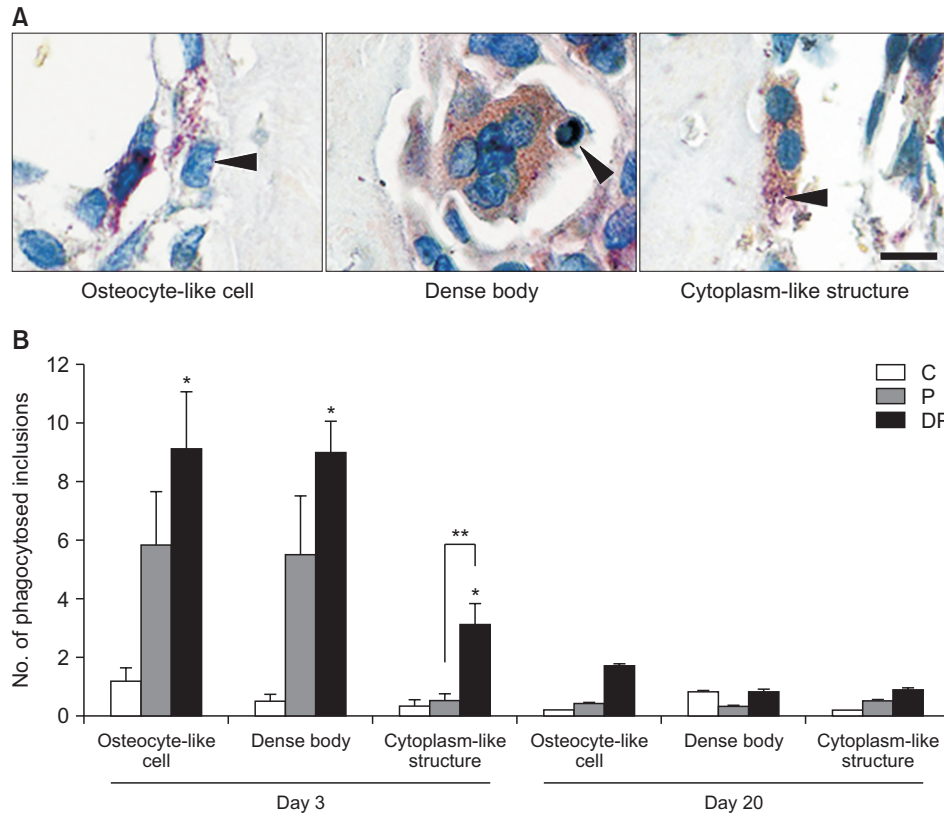 A
Osteocyte-like cell
Dense body
Cytoplasm-like structure
B
No. of phagocytosed inclusions
12
10
8
6
4
2
0
*
*
**
*
C
P
DP
Osteocyte-like
cell
Dense body
Cytoplasm-like
structure
Osteocyte-like
cell
Dense body
Cytoplasm-like
structure
Day 3
Day 20